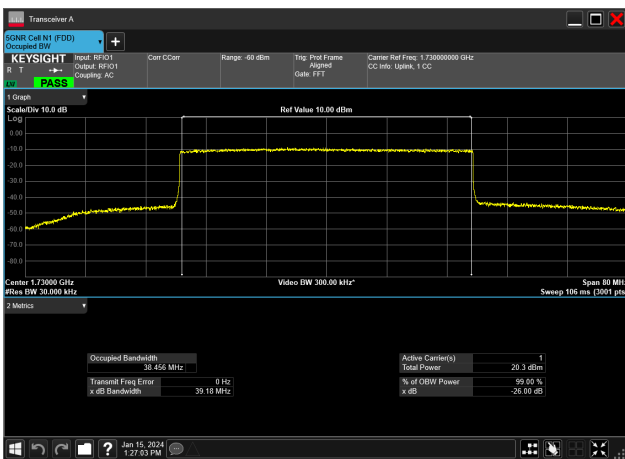 Transceiver A
5GNR Cell N1 (FDD)
Occupied BW
KEYSIGHT
R T
PASS
Input: RFIO1
Output: RFIO1
Coupling: AC
Corr CCorr
Range: -60 dBm
Trig: Prot Frame
Aligned
Gate: FFT
Carrier Ref Freq: 1.730000000 GHz
CC Info: Uplink, 1 CC
1 Graph
Scale/Div 10.0 dB
Ref Value 10.00 dBm
Log
0.00
-10.0
-20.0
-30.0
-40.0
-50.0
-60.0
-70.0
-80.0
Center 1.73000 GHz
Video BW 300.00 kHz*
Span 80 MHz
#Res BW 30.000 kHz
Sweep 106 ms (3001 pts
2 Metrics
Occupied Bandwidth
38.456 MHz
Transmit Freq Error 0 Hz
x dB Bandwidth 39.18 MHz
Active Carrier(s) 1
Total Power 20.3 dBm
% of OBW Power 99.00 %
x dB -26.00 dB
?
Jan 15, 2024
1:27:03 PM